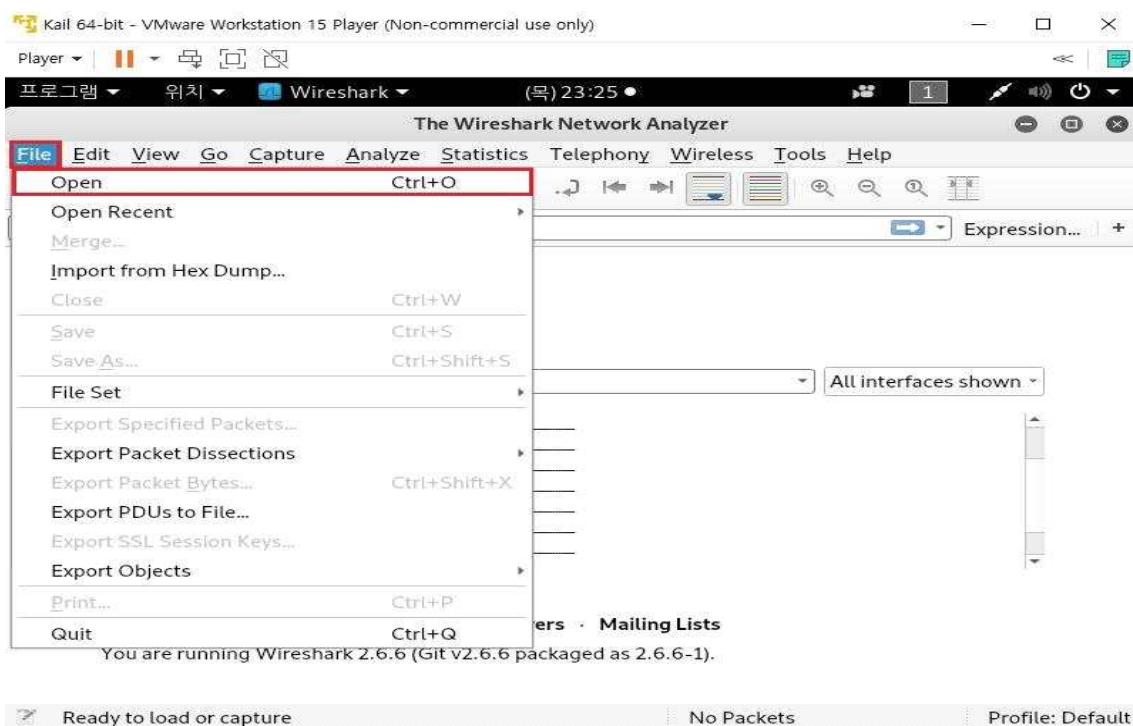 Kail 64-bit - VMware Workstation 15 Player (Non-commercial use only)
Player
프로그램 위치 Wireshark (목) 23:25 1
The Wireshark Network Analyzer
File Edit View Go Capture Analyze Statistics Telephony Wireless Tools Help
Open Ctrl+O
Open Recent
Expression... +
Merge...
Import from Hex Dump...
Close Ctrl+W
Save Ctrl+S
Save As... Ctrl+Shift+S
All interfaces shown
File Set
Export Specified Packets...
Export Packet Dissections
Export Packet Bytes... Ctrl+Shift+X
Export PDUs to File...
Export SSL Session Keys...
Export Objects
Print... Ctrl+P
ers · Mailing Lists
Quit Ctrl+Q
You are running Wireshark 2.6.6 (Git v2.6.6 packaged as 2.6.6-1).
Ready to load or capture No Packets Profile: Default